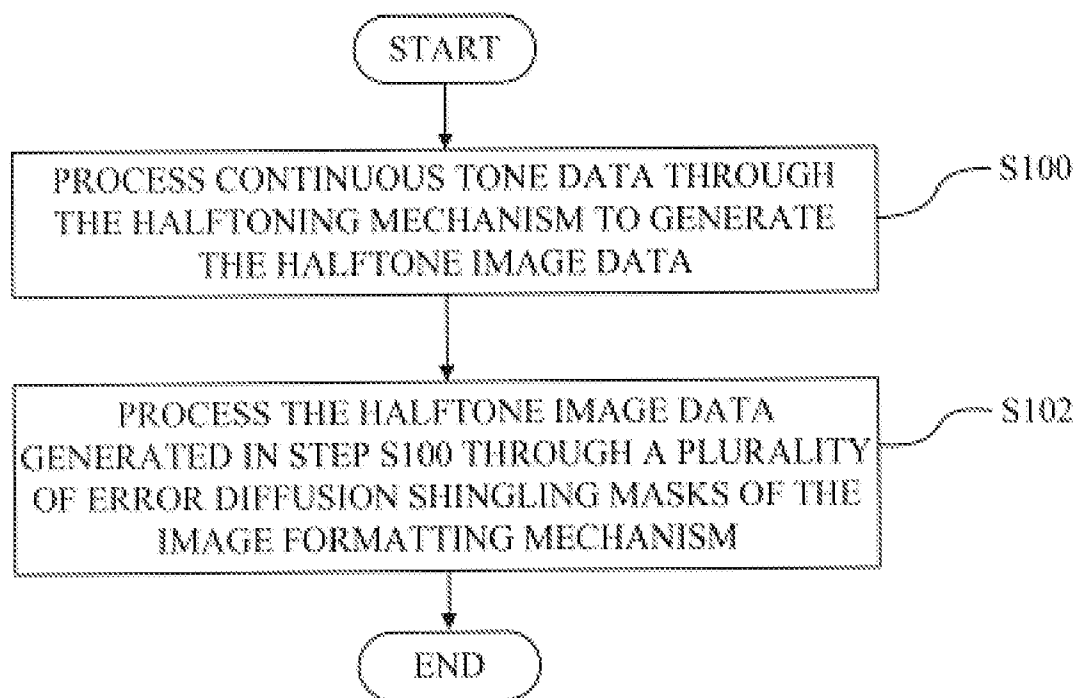 START
PROCESS CONTINUOUS TONE DATA THROUGH
THE HALFTONING MECHANISM TO GENERATE
THE HALFTONE IMAGE DATA
S100
PROCESS THE HALFTONE IMAGE DATA
GENERATED IN STEP S100 THROUGH A PLURALITY
OF ERROR DIFFUSION SHINGLING MASKS OF THE
IMAGE FORMATTING MECHANISM
S102
END